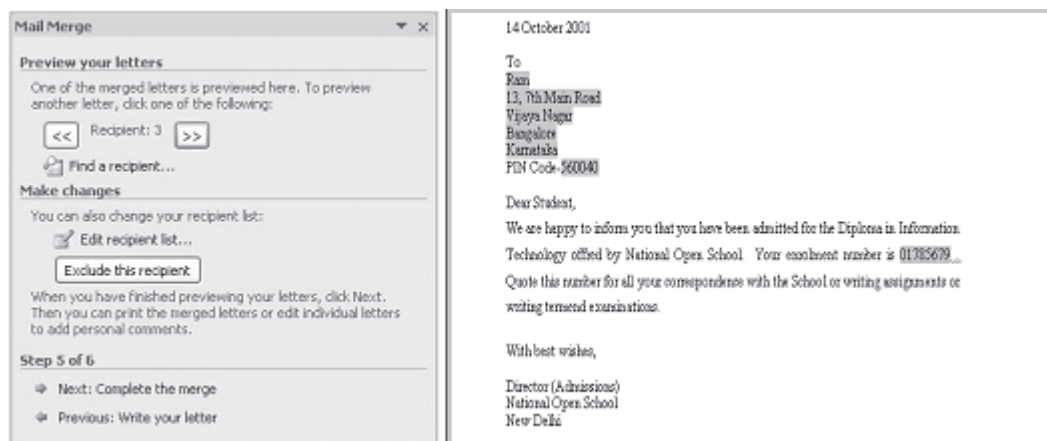 Mail Merge
Preview your letters
One of the merged letters is previewed here. To preview
another letter, click one of the following:
<< Recipient: 3 >>
Find a recipient...
Make changes
You can also change your recipient list:
Edit recipient list...
Exclude this recipient
When you have finished previewing your letters, click Next.
Then you can print the merged letters or edit individual letters
to add personal comments.
Step 5 of 6
Next: Complete the merge
Previous: Write your letter
14 October 2001
To
Ram
13, 7th Main Road
Vijaya Nagar
Bangalore
Karnataka
PIN Code-560040
Dear Student,
We are happy to inform you that you have been admitted for the Diploma in Information
Technology offred by National Open School. Your enrolment number is 01785679
Quote this number for all your correspondence with the School or writing assignments or
writing termend examinations.
With best wishes,
Director (Admissions)
National Open School
New Delhi